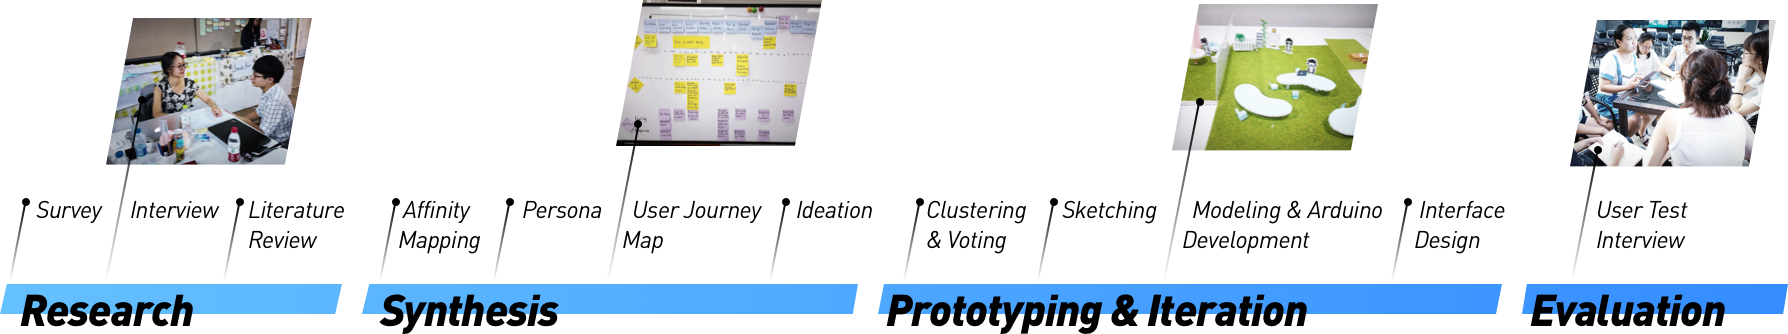 Survey
Interview
Literature
Review
Affinity
Mapping
Persona
User Journey
Map
Ideation
Clustering
& Voting
Sketching
Modeling & Arduino
Development
Interface
Design
User Test
Interview
Research
Synthesis
Prototyping & Iteration
Evaluation